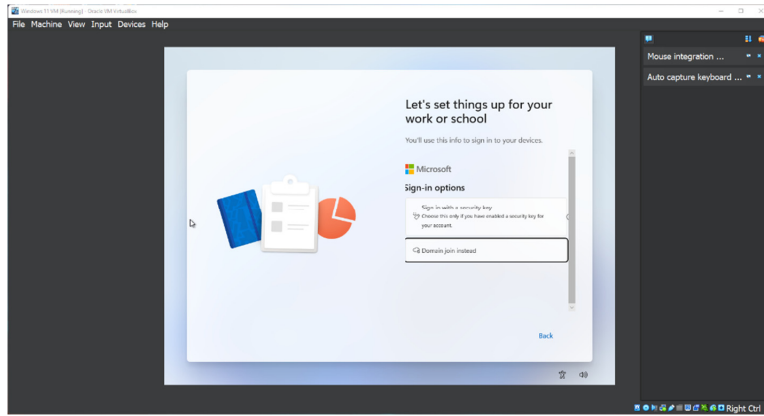 Windows 11 VM [Running] - Oracle VM VirtualBox
File Machine View Input Devices Help
Mouse integration ...
Auto capture keyboard ...
Let's set things up for your
work or school
You'll use this info to sign in to your devices.
Microsoft
Sign-in options
Sign in with a security key
Choose this only if you have enabled a security key for
your account.
Domain join instead
Back
Right Ctrl